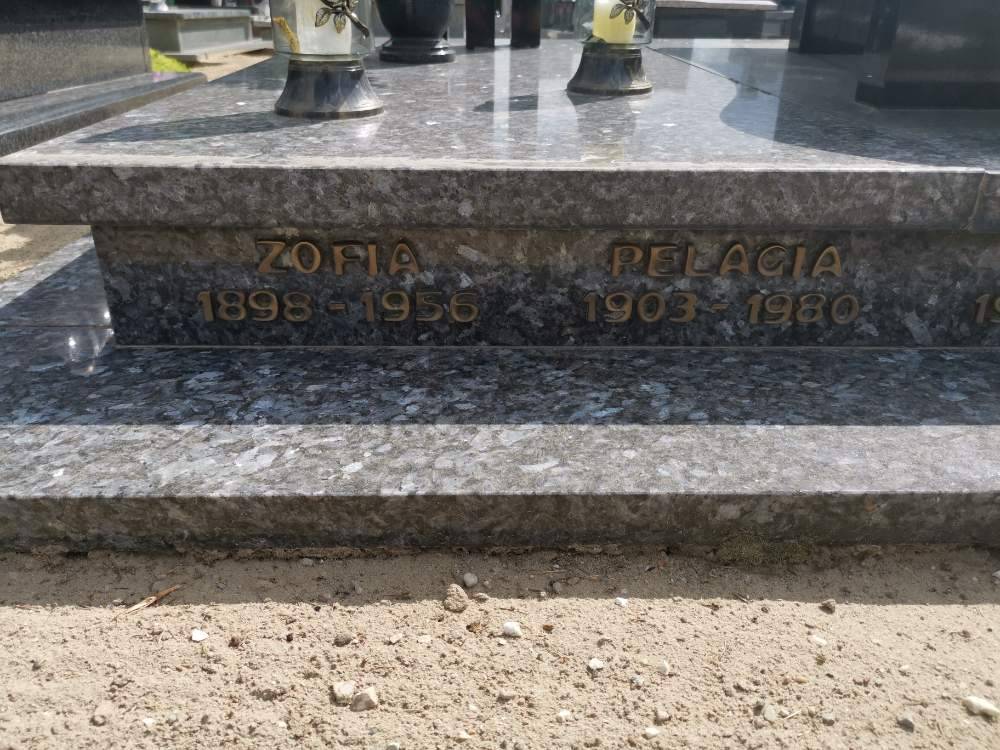 ZOFIA
1898 - 1956
PELAGIA
1903 - 1980